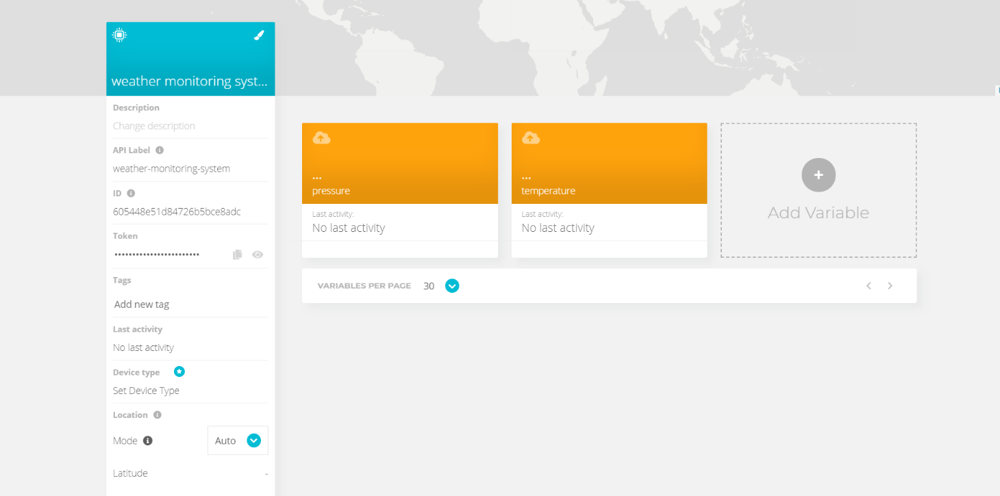 weather monitoring syst...
Description
Change description
API Label
weather-monitoring-system
ID
605448e51d84726b5bce8adc
Token
••••••••••••••••••••••••
Tags
Add new tag
Last activity
No last activity
Device type
Set Device Type
Location
Mode
Auto
Latitude
-
...
pressure
Last activity:
No last activity
...
temperature
Last activity:
No last activity
+
Add Variable
VARIABLES PER PAGE 30